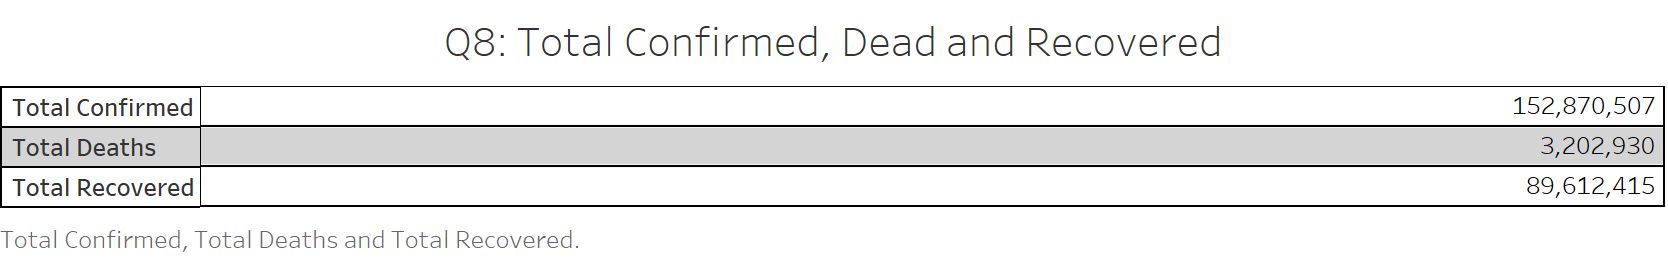 Q8: Total Confirmed, Dead and Recovered
Total Confirmed 152,870,507
Total Deaths 3,202,930
Total Recovered 89,612,415
Total Confirmed, Total Deaths and Total Recovered.